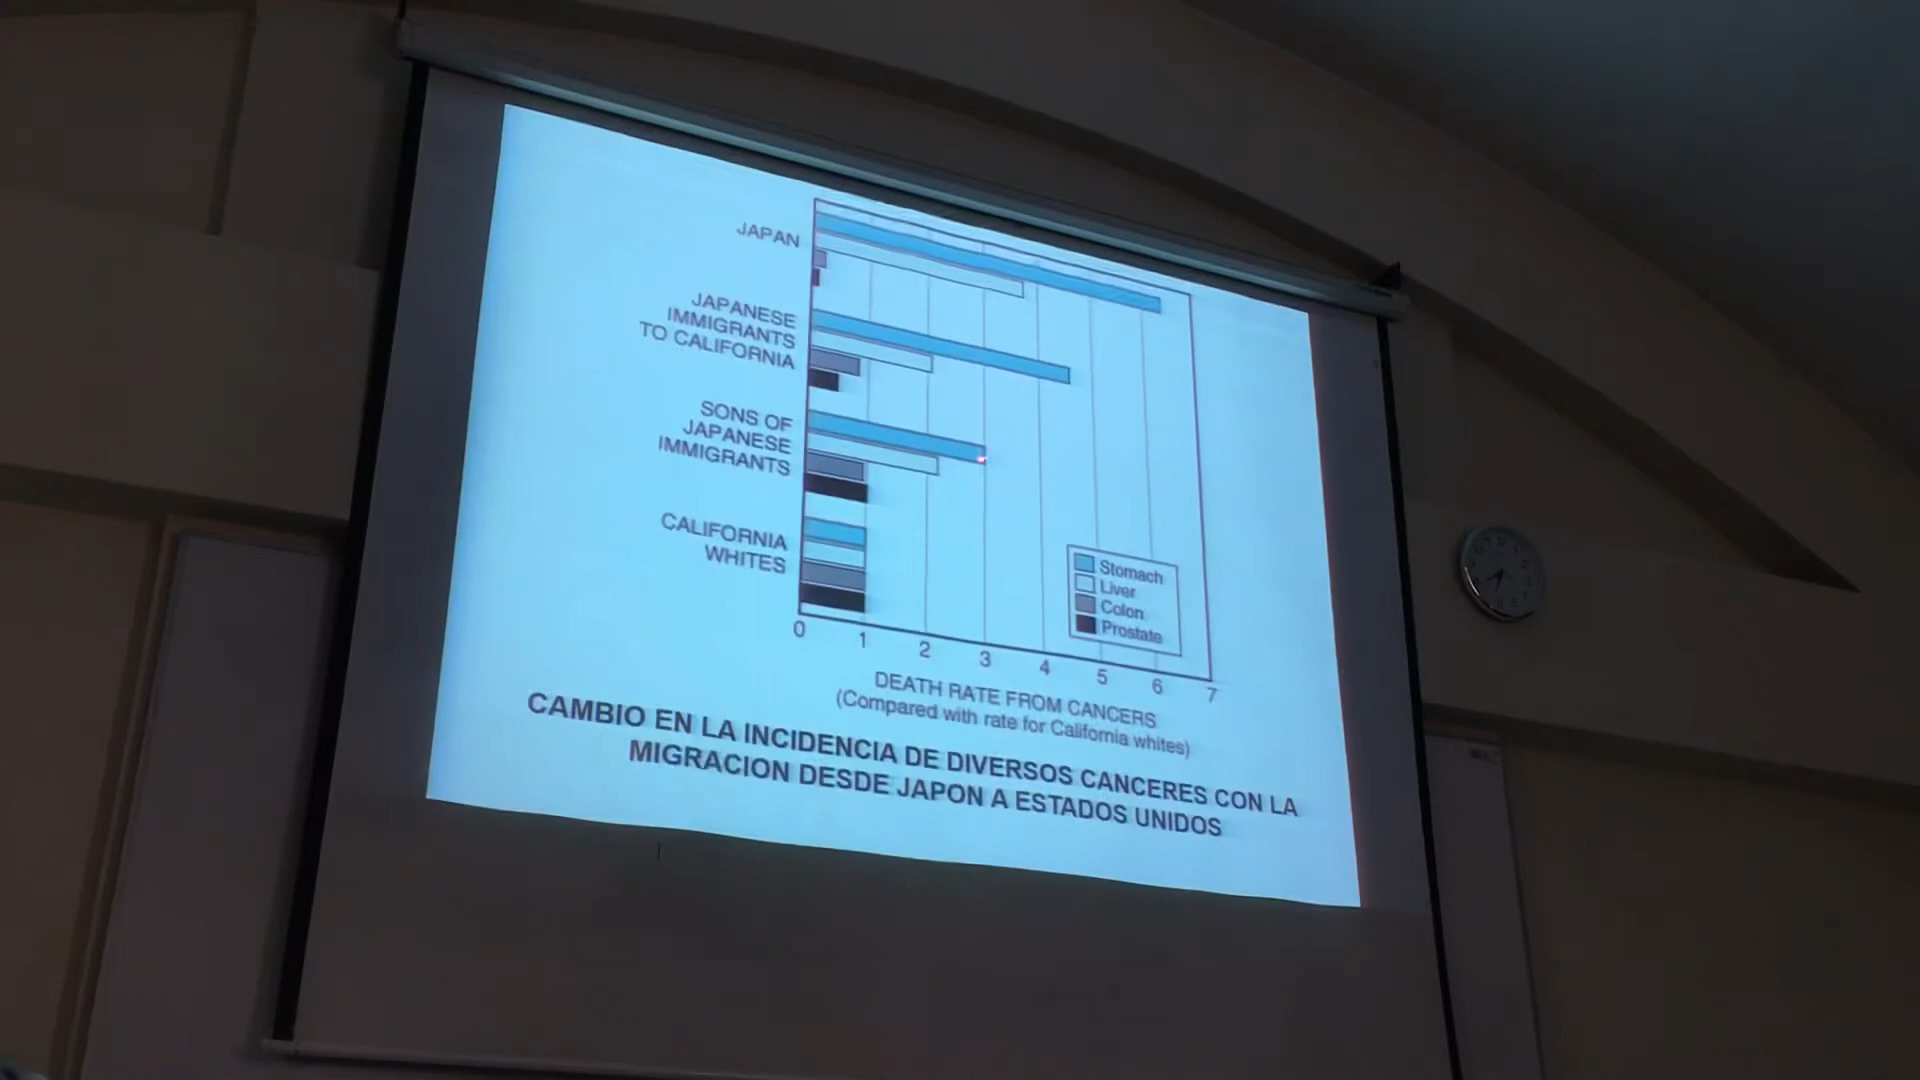 JAPAN
JAPANESE
IMMIGRANTS
TO CALIFORNIA
SONS OF
JAPANESE
IMMIGRANTS
CALIFORNIA
WHITES
Stomach
Liver
Colon
Prostate
0 1 2 3 4 5 6 7
DEATH RATE FROM CANCERS
(Compared with rate for California whites)
CAMBIO EN LA INCIDENCIA DE DIVERSOS CANCERES CON LA
MIGRACION DESDE JAPON A ESTADOS UNIDOS